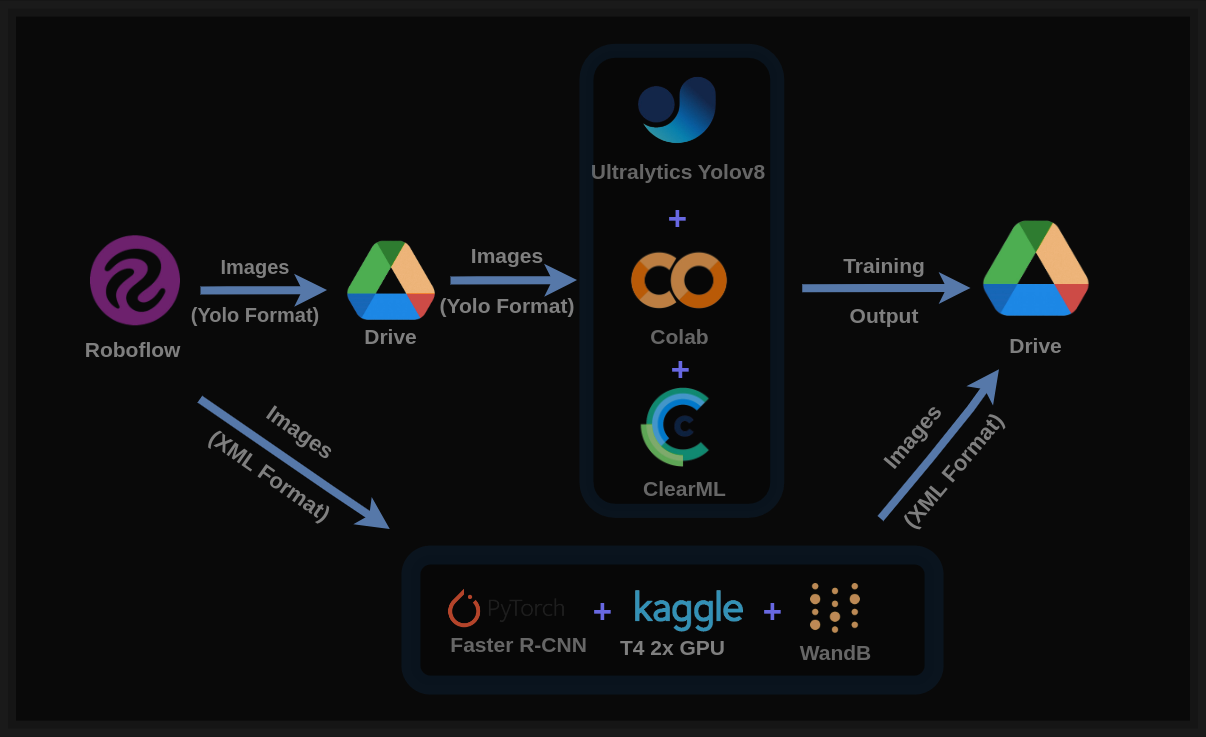 Roboflow
Images
(Yolo Format)
Drive
Images
(Yolo Format)
Ultralytics Yolov8
+
Colab
+
ClearML
Training
Output
Drive
Images
(XML Format)
PyTorch
Faster R-CNN
+
kaggle
T4 2x GPU
+
WandB
Images
(XML Format)